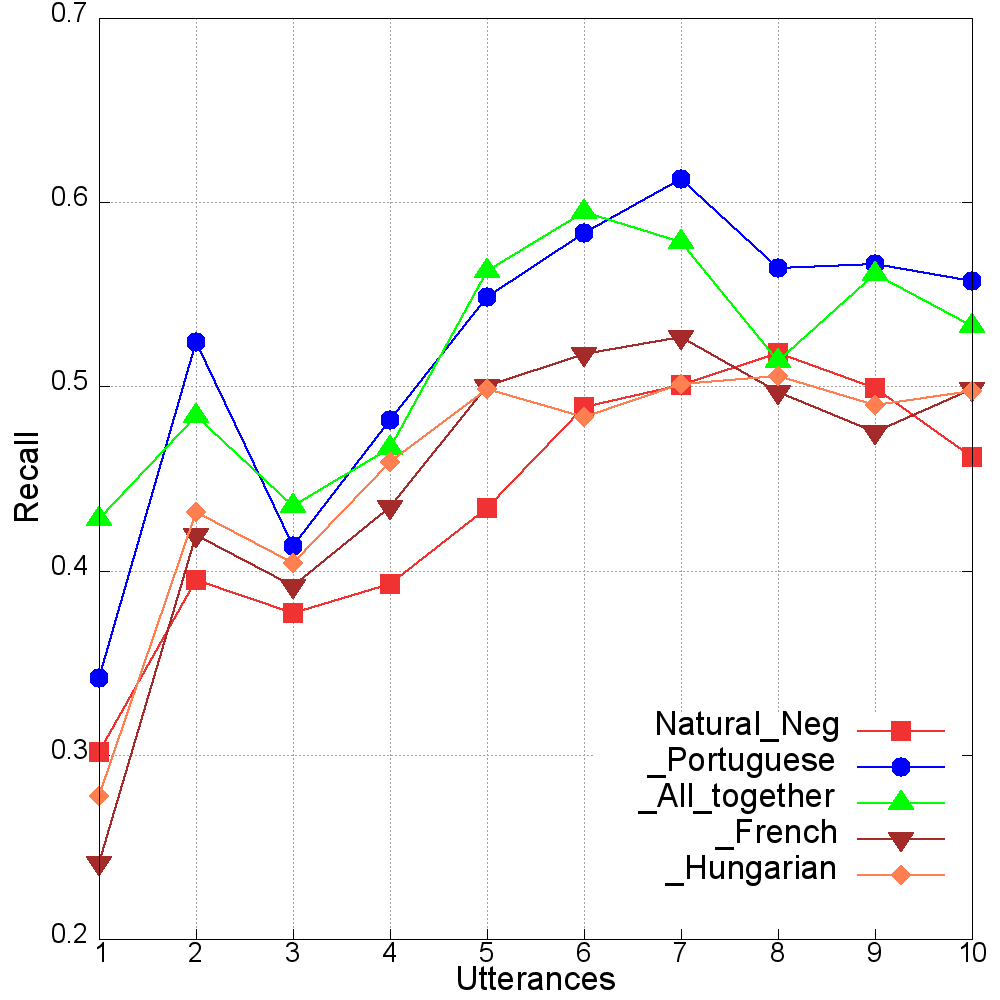 0.7
0.6
0.5
0.4
0.3
0.2
Recall
1 2 3 4 5 6 7 8 9 10
Utterances
Natural_Neg
_Portuguese
_All_together
_French
_Hungarian